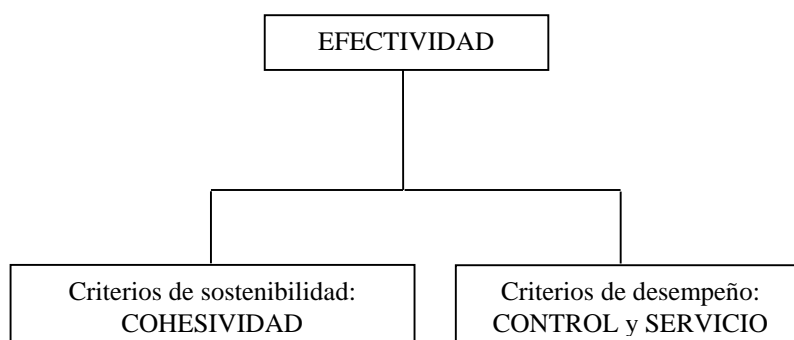 EFECTIVIDAD
Criterios de sostenibilidad:
COHESIVIDAD
Criterios de desempeño:
CONTROL y SERVICIO